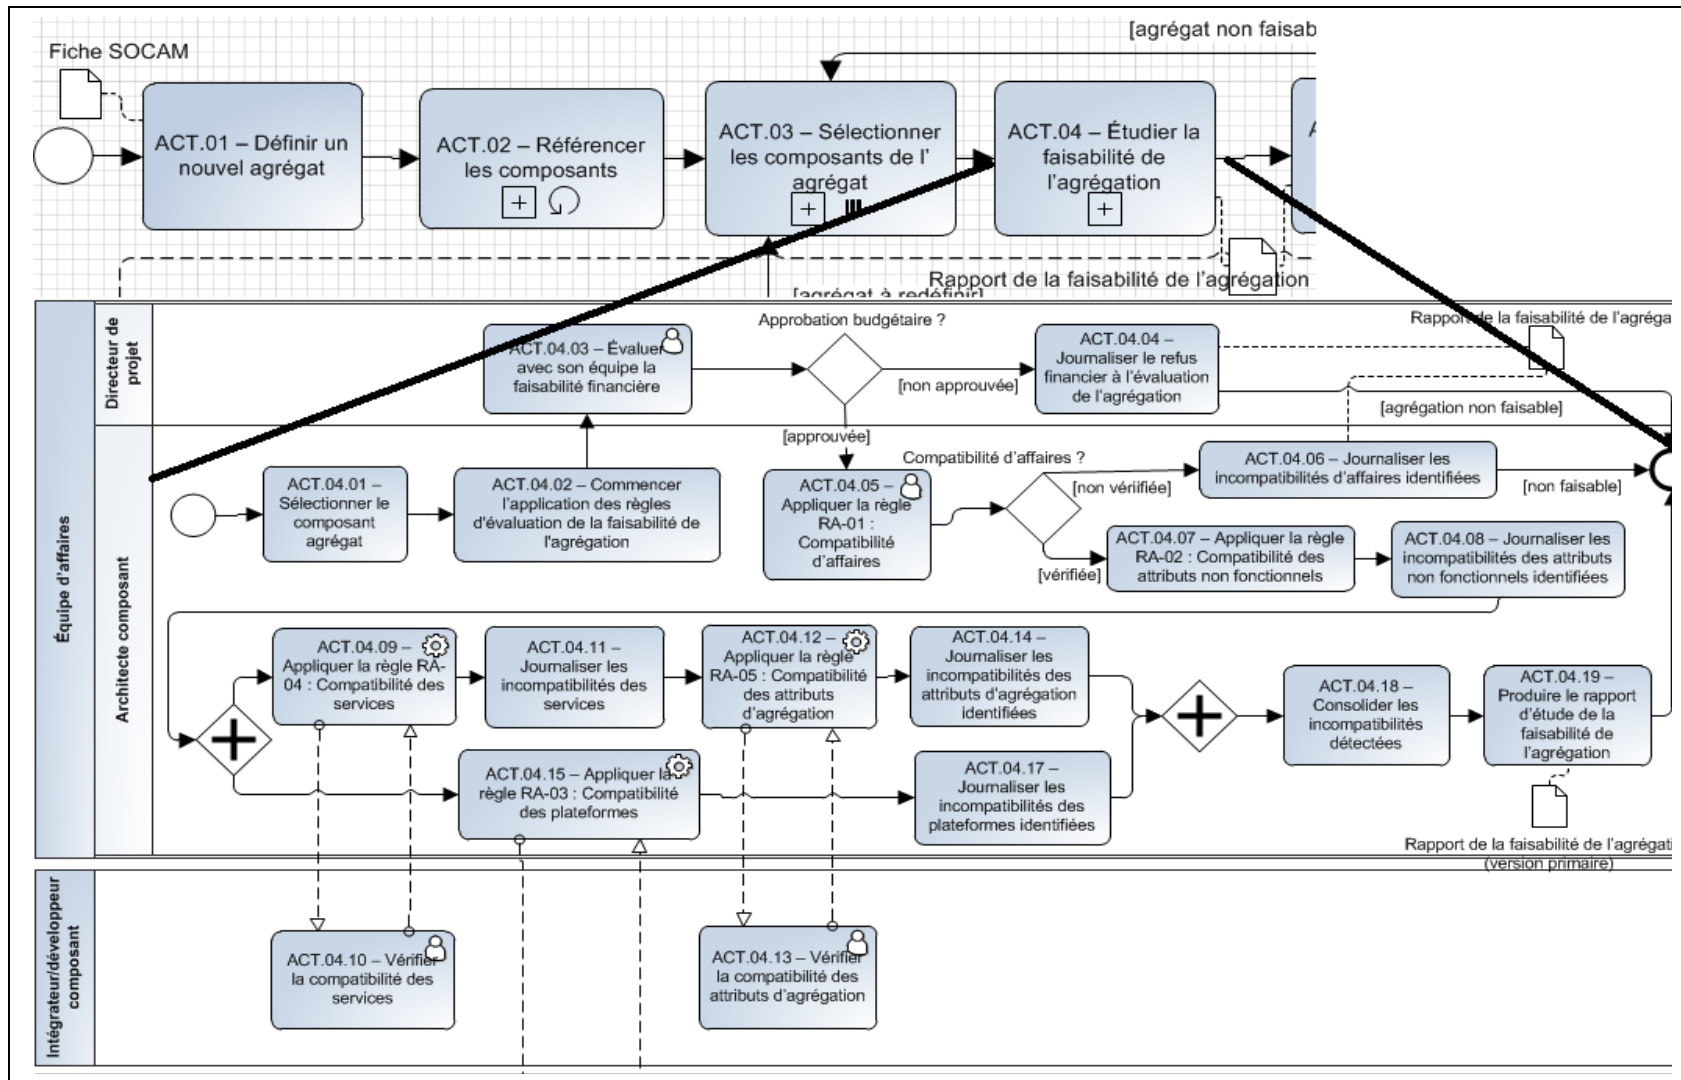 [agrégat non faisab
Fiche SOCAM
ACT.01 – Définir un
nouvel agrégat
ACT.02 – Référencer
les composants
ACT.03 – Sélectionner
les composants de l'
agrégat
ACT.04 – Étudier la
faisabilité de
l'agrégation
Rapport de la faisabilité de l'agrégation
[agrégat à redéfinir]
Équipe d'affaires
Directeur de
projet
ACT.04.03 – Évaluer
avec son équipe la
faisabilité financière
Approbation budgétaire ?
[non approuvée]
[approuvée]
ACT.04.04 –
Journaliser le refus
financier à l'évaluation
de l'agrégation
Rapport de la faisabilité de l'agréga
[agrégation non faisable]
Architecte composant
ACT.04.01 –
Sélectionner le
composant
agrégat
ACT.04.02 – Commencer
l'application des règles
d'évaluation de la faisabilité de
l'agrégation
ACT.04.05 –
Appliquer la règle
RA-01 :
Compatibilité
d'affaires
Compatibilité d'affaires ?
[non vériifiée]
[vérifiée]
ACT.04.06 – Journaliser les
incompatibilités d'affaires identifiées
[non faisable]
ACT.04.07 – Appliquer la règle
RA-02 : Compatibilité des
attributs non fonctionnels
ACT.04.08 – Journaliser les
incompatibilités des attributs
non fonctionnels identifiées
ACT.04.09 –
Appliquer la règle RA-
04 : Compatibilité des
services
ACT.04.11 –
Journaliser les
incompatibilités des
services
ACT.04.12 –
Appliquer la règle
RA-05 : Compatibilité
des attributs
d'agrégation
ACT.04.14 –
Journaliser les
incompatibilités des
attributs d'agrégation
identifiées
ACT.04.15 – Appliquer la
règle RA-03 : Compatibilité
des plateformes
ACT.04.17 –
Journaliser les
incompatibilités des
plateformes identifiées
ACT.04.18 –
Consolider les
incompatibilités
détectées
ACT.04.19 –
Produire le rapport
d'étude de la
faisabilité de
l'agrégation
Rapport de la faisabilité de l'agrégati
(version primaire)
Intégrateur/développeur
composant
ACT.04.10 – Vérifier
la compatibilité des
services
ACT.04.13 – Vérifier
la compatibilité des
attributs d'agrégation